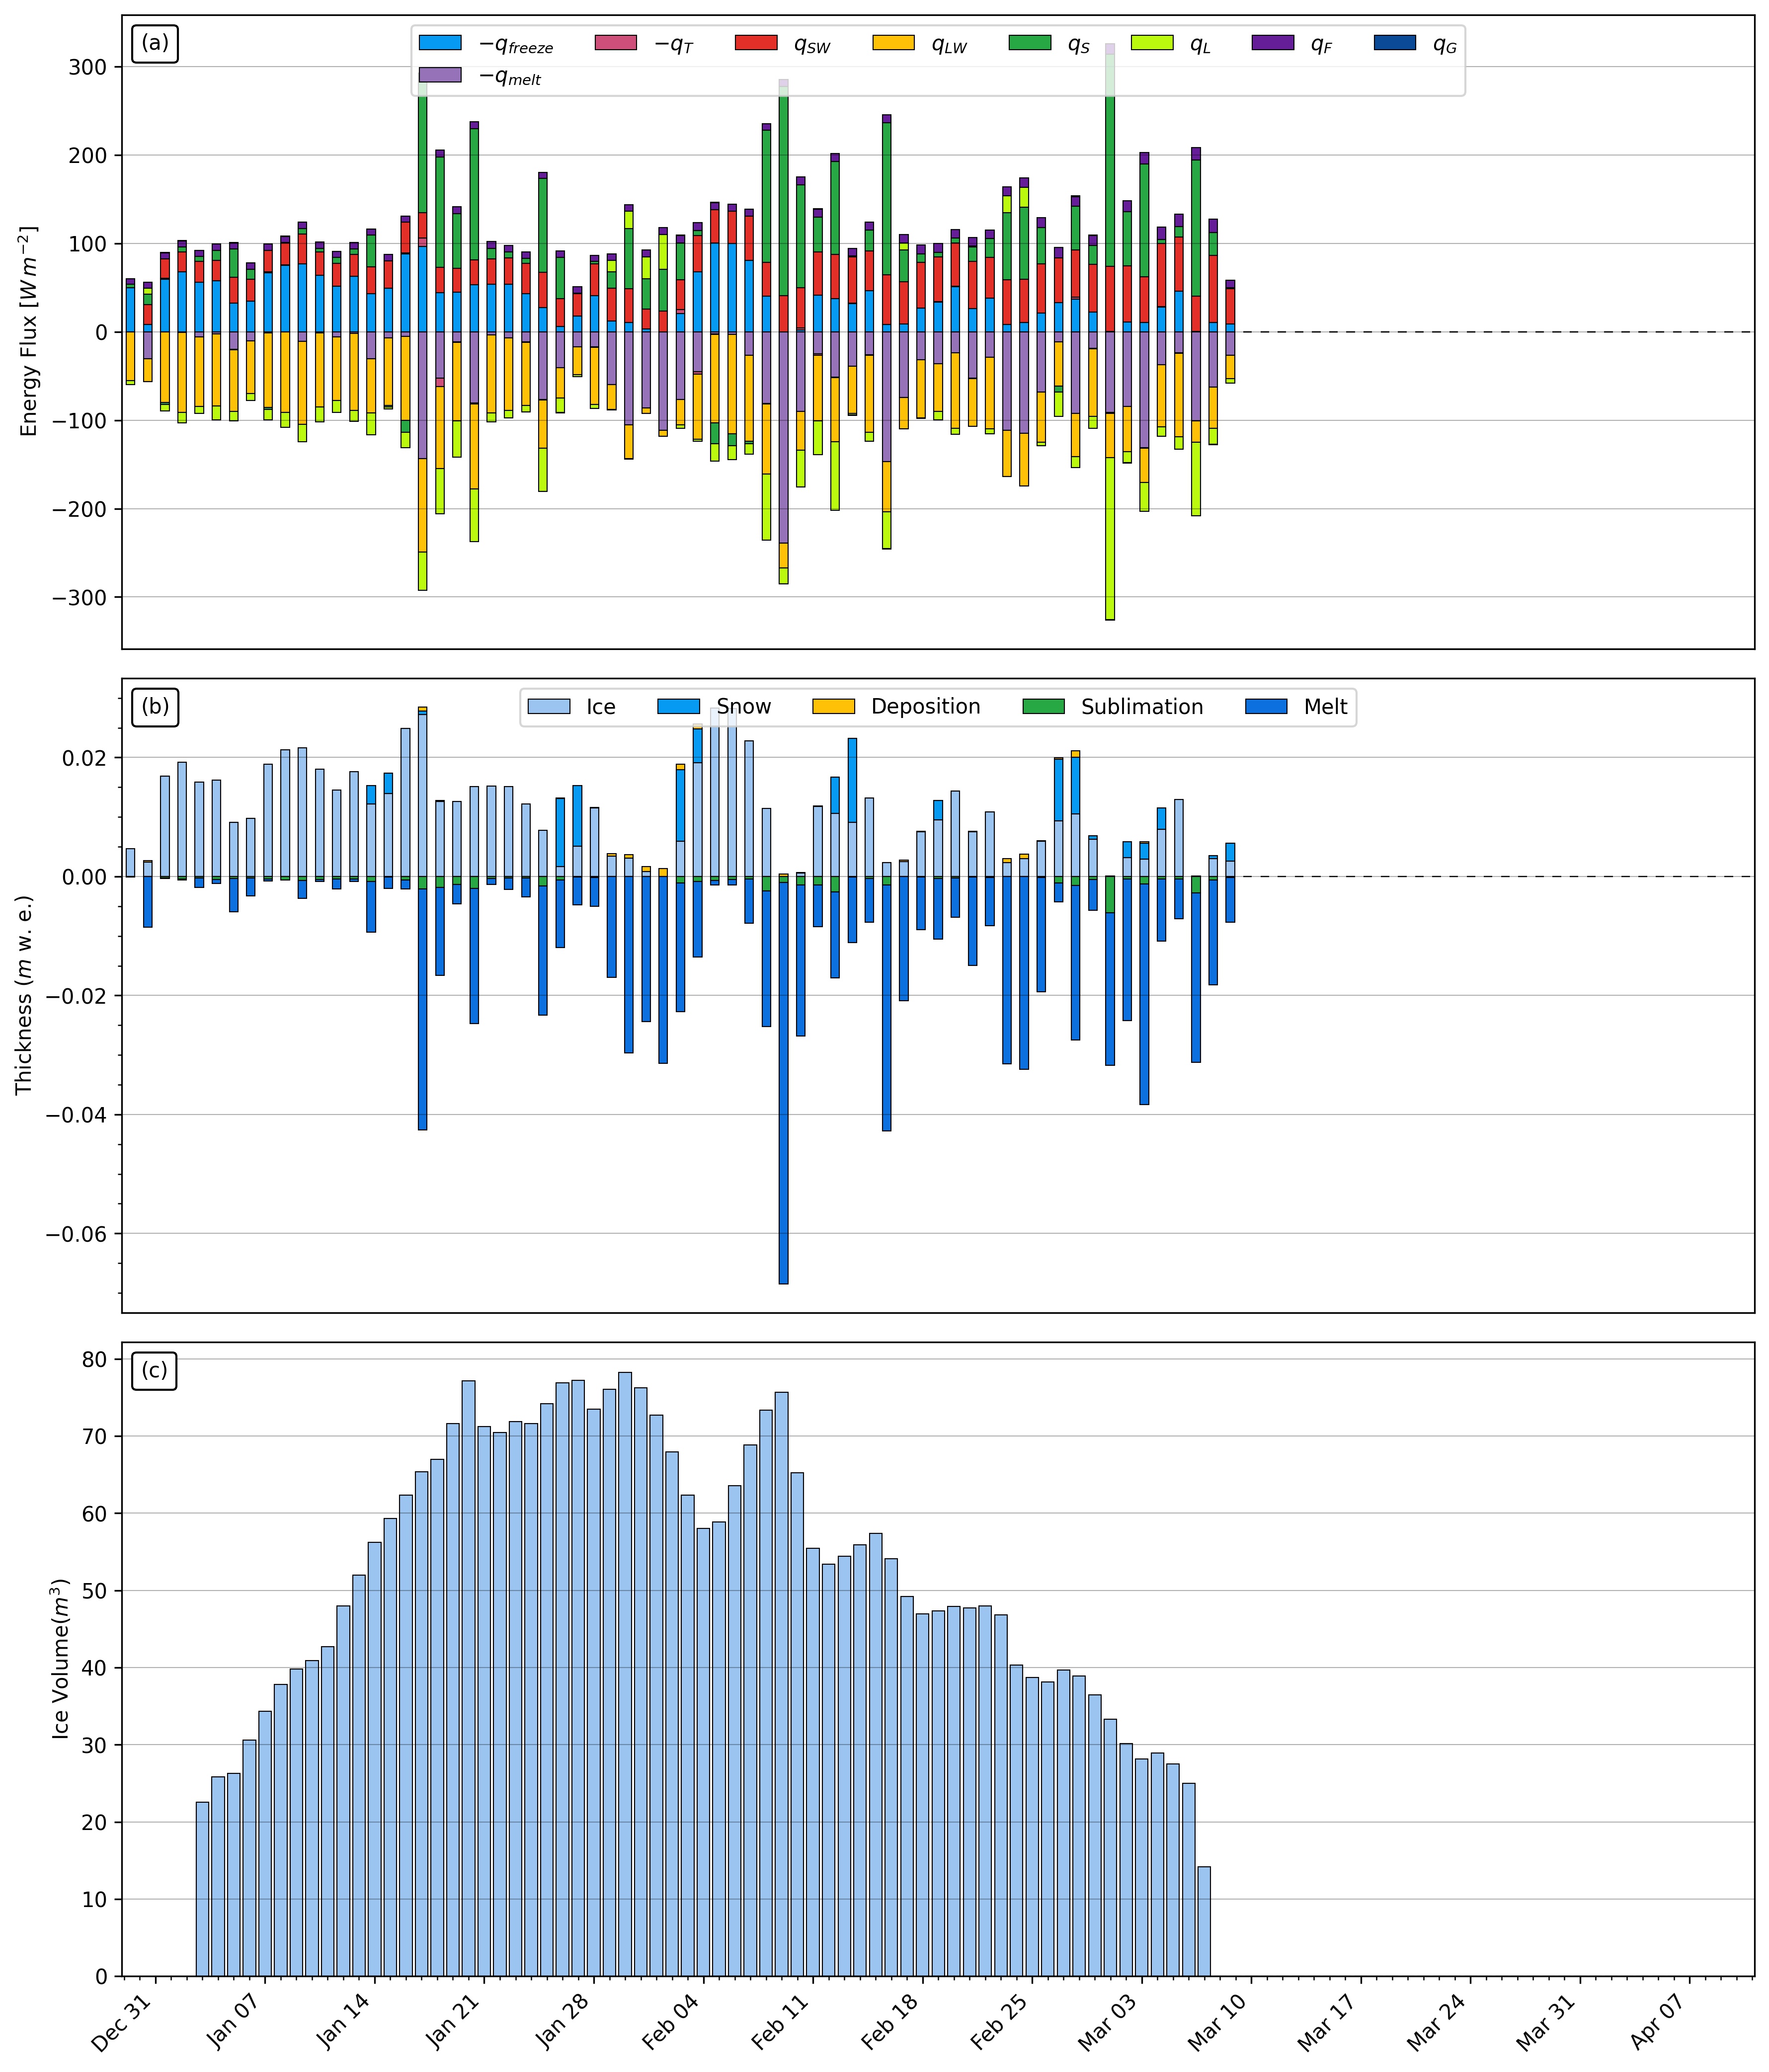 (a)
−q_freeze −q_T q_SW q_LW q_S q_L q_F q_G
−q_melt
300
200
100
0
−100
−200
−300
Energy Flux [W m⁻²]
(b)
Ice Snow Deposition Sublimation Melt
0.02
0.00
−0.02
−0.04
−0.06
Thickness (m w. e.)
(c)
80
70
60
50
40
30
20
10
0
Ice Volume(m³)
Dec 31 Jan 07 Jan 14 Jan 21 Jan 28 Feb 04 Feb 11 Feb 18 Feb 25 Mar 03 Mar 10 Mar 17 Mar 24 Mar 31 Apr 07